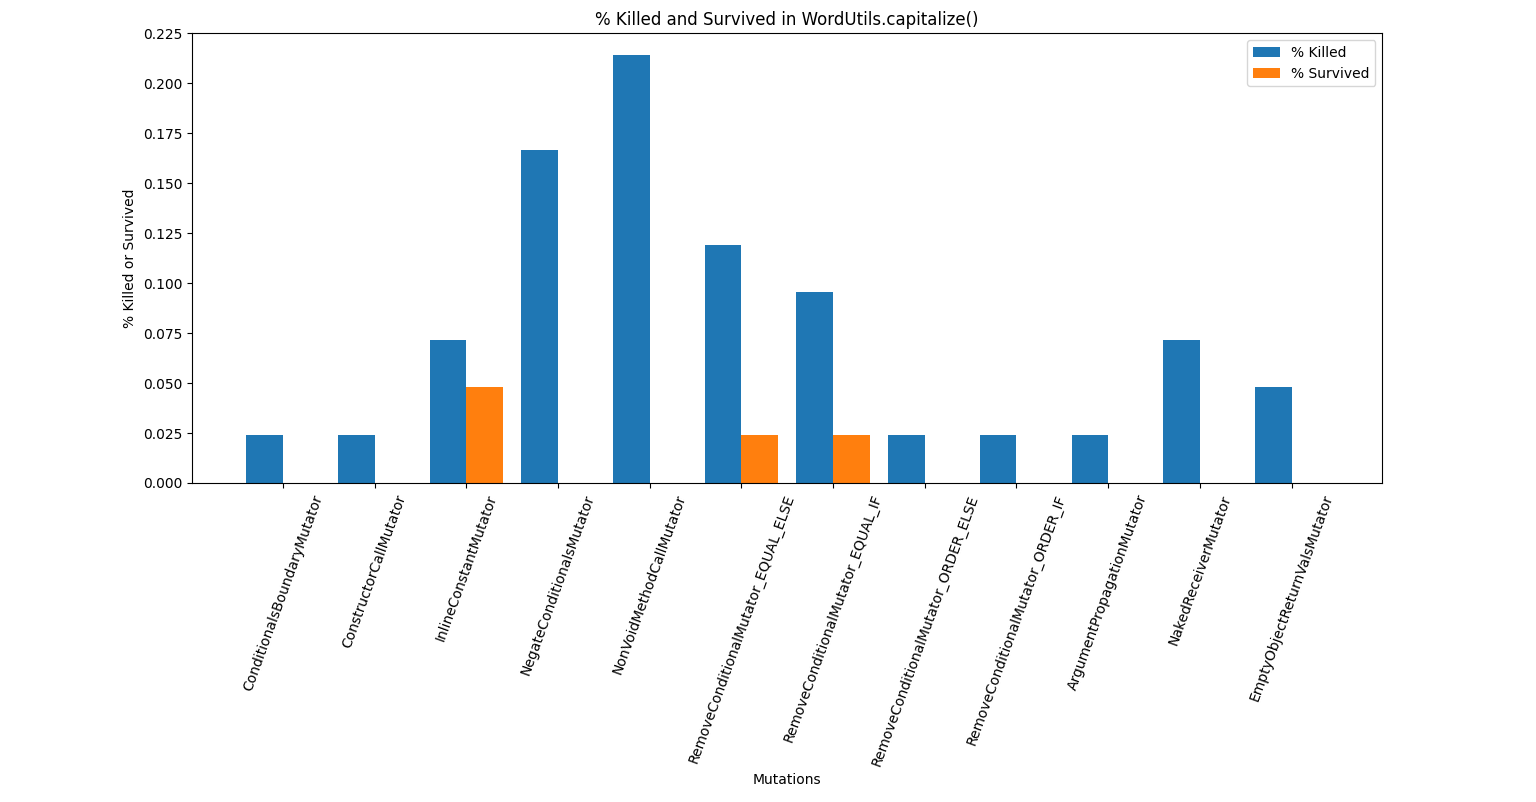 % Killed and Survived in WordUtils.capitalize()
% Killed
% Survived
% Killed or Survived
0.225
0.200
0.175
0.150
0.125
0.100
0.075
0.050
0.025
0.000
ConditionalsBoundaryMutator
ConstructorCallMutator
InlineConstantMutator
NegateConditionalsMutator
NonVoidMethodCallMutator
RemoveConditionalMutator_EQUAL_ELSE
RemoveConditionalMutator_EQUAL_IF
RemoveConditionalMutator_ORDER_ELSE
RemoveConditionalMutator_ORDER_IF
ArgumentPropagationMutator
NakedReceiverMutator
EmptyObjectReturnValsMutator
Mutations